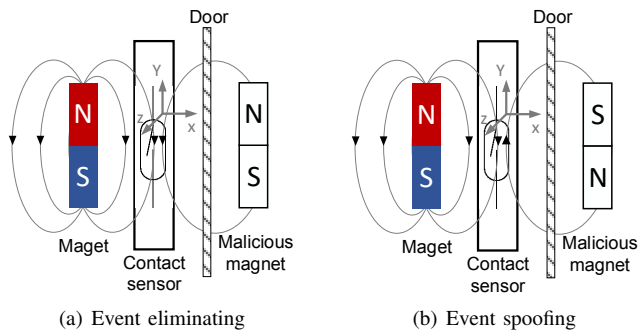 Door
Door
Y
N
N
z
x
S
S
Maget
Contact
sensor
Malicious
magnet
Y
N
S
z
x
S
N
Maget
Contact
sensor
Malicious
magnet
(a) Event eliminating
(b) Event spoofing